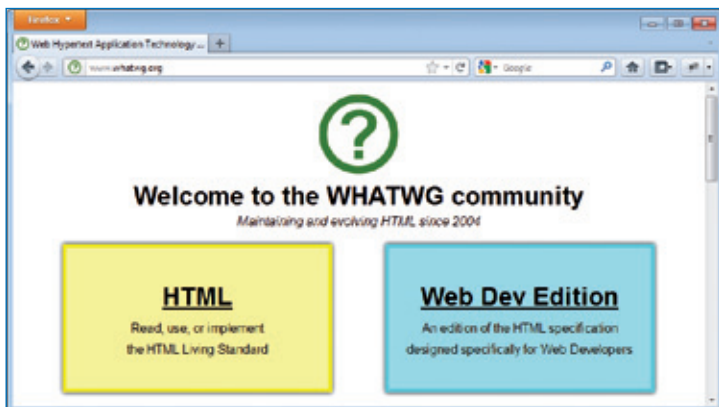 Firefox
Web Hypertext Application Technology ...
www.whatwg.org
Google
?
Welcome to the WHATWG community
Maintaining and evolving HTML since 2004
HTML
Read, use, or implement
the HTML Living Standard
Web Dev Edition
An edition of the HTML specification
designed specifically for Web Developers